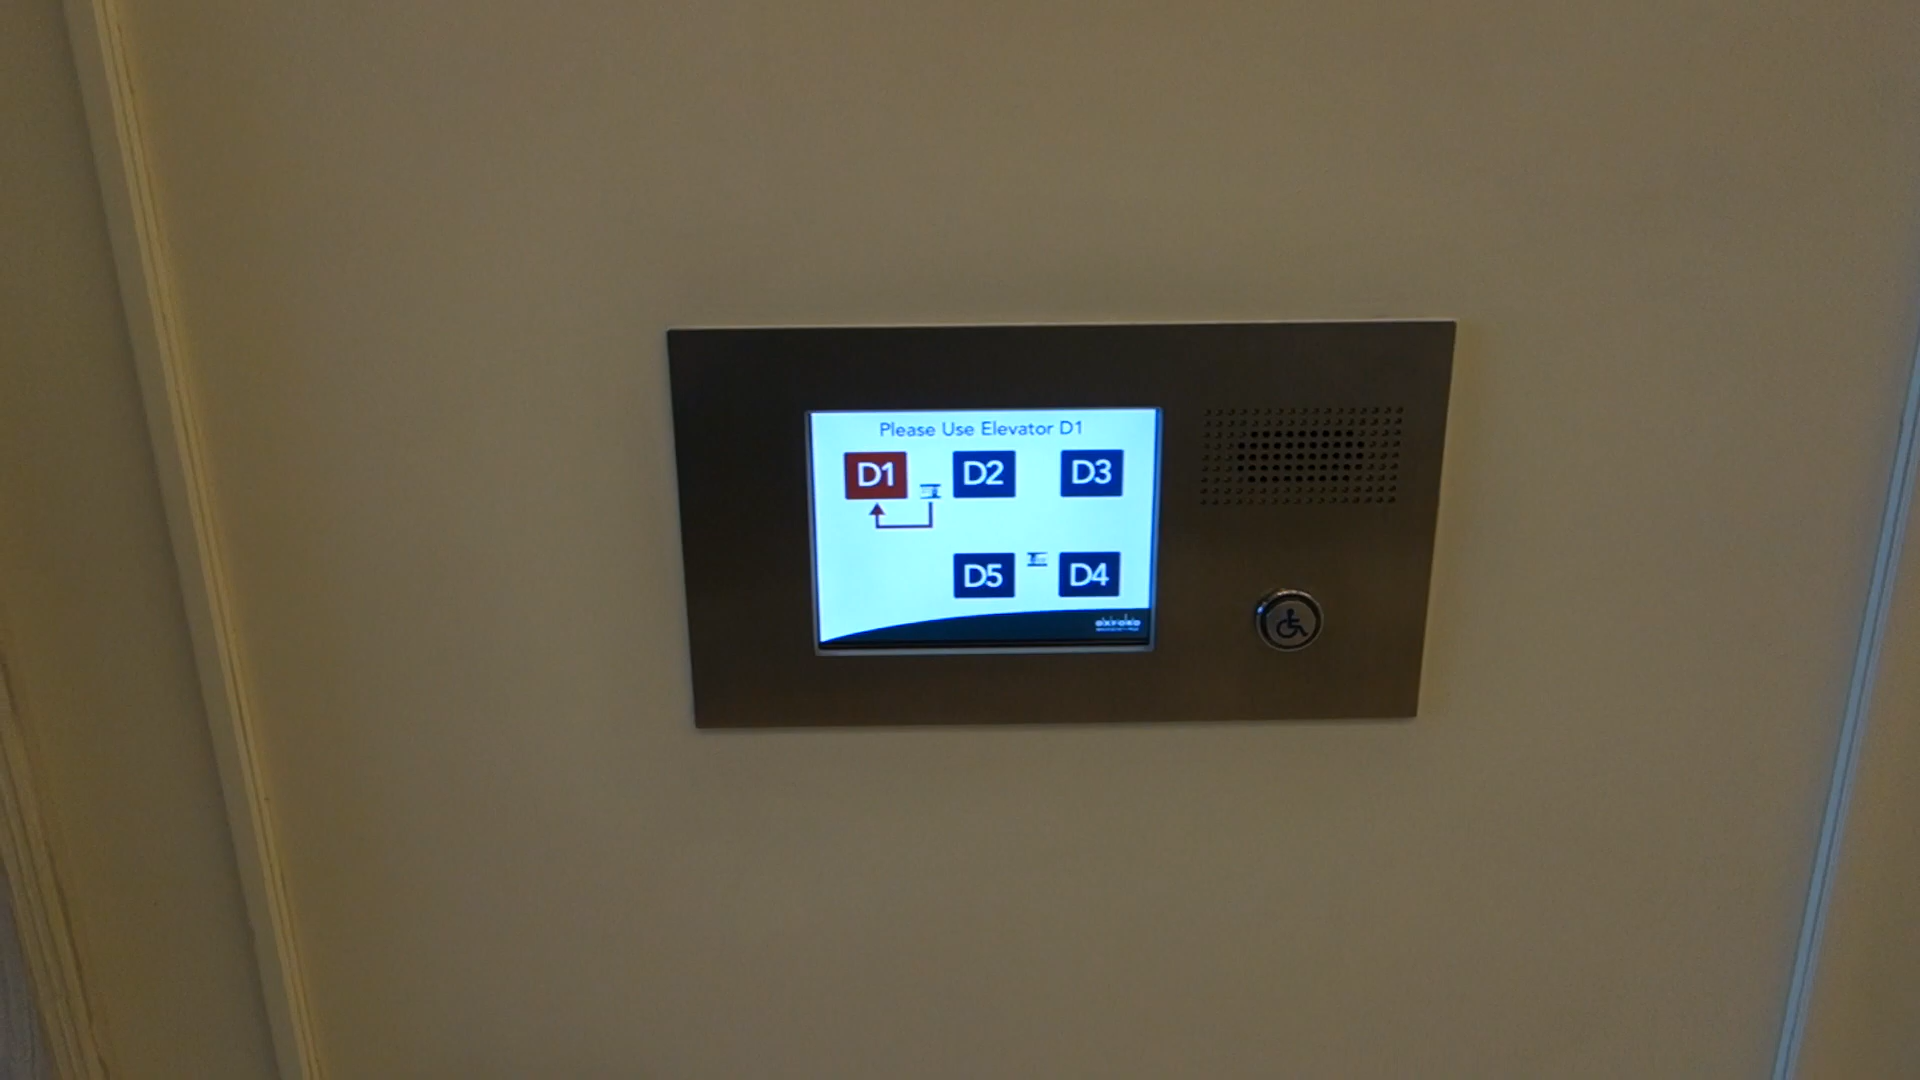 Please Use Elevator D1
D1 D2 D3
D5 D4